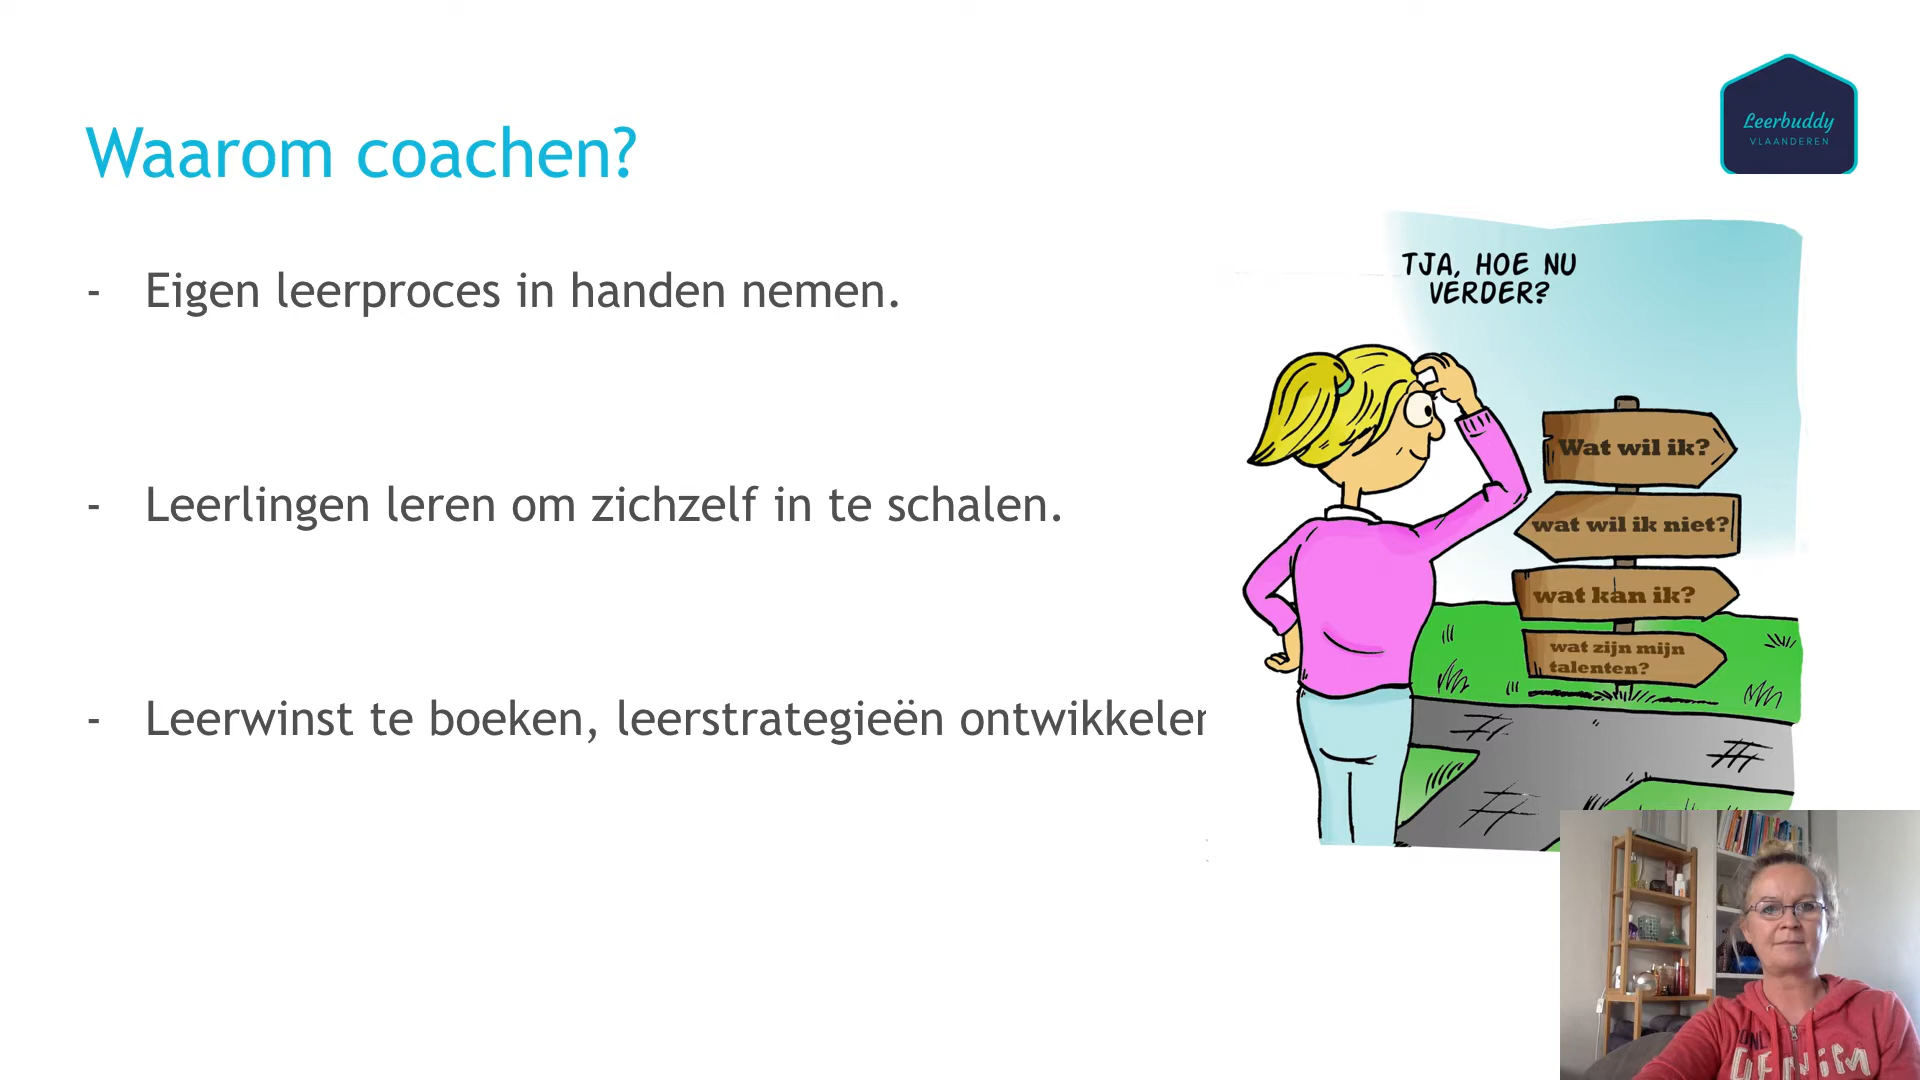 Leerbuddy
VLAANDEREN
Waarom coachen?
- Eigen leerproces in handen nemen.
- Leerlingen leren om zichzelf in te schalen.
- Leerwinst te boeken, leerstrategieën ontwikkelen
TJA, HOE NU
VERDER?
Wat wil ik?
wat wil ik niet?
wat kan ik?
wat zijn mijn
talenten?